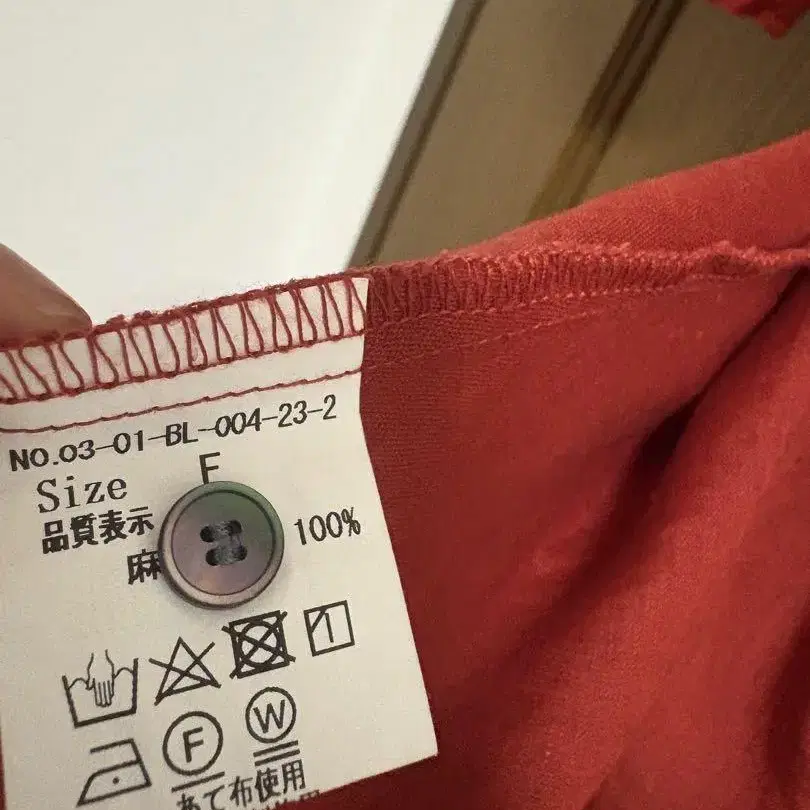 NO.03-01-BL-004-23-2
Size F
品質表示
麻 100%
F W
あて布使用